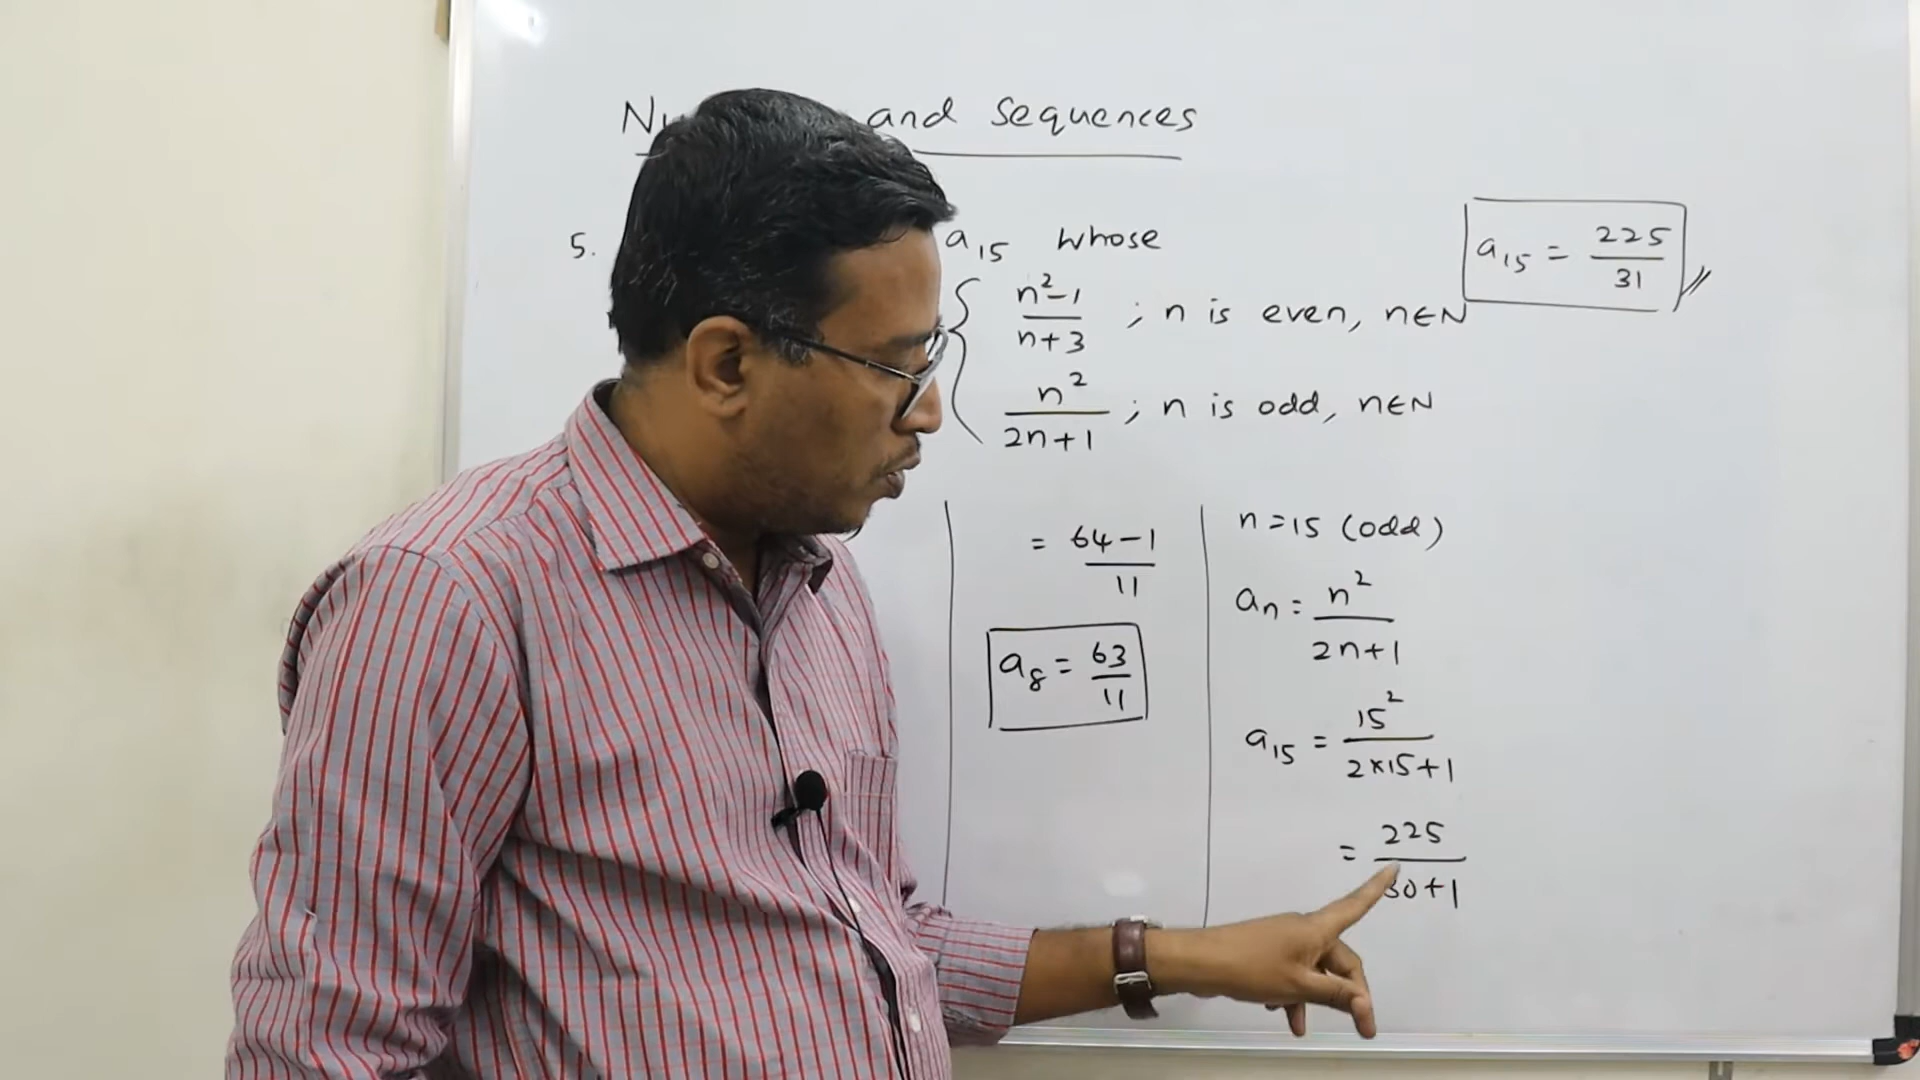 and Sequences
5. a₁₅ whose
{ (n²-1)/(n+3) ; n is even, n∈N
n²/(2n+1) ; n is odd, n∈N
a₁₅ = 225/31 //
= (64-1)/11
a₈ = 63/11
n=15 (odd)
aₙ = n²/(2n+1)
a₁₅ = 15²/(2×15+1)
= 225/(30+1)